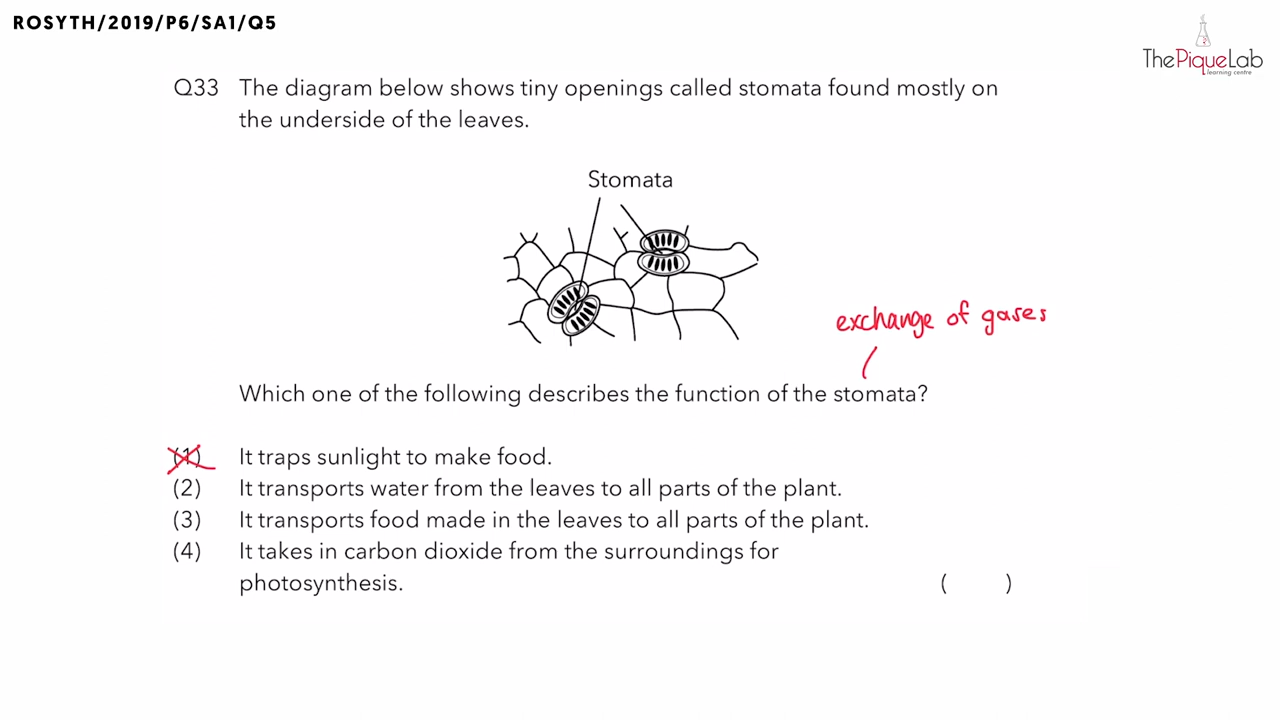 ROSYTH/2019/P6/SA1/Q5
ThePiqueLab
learning centre
Q33 The diagram below shows tiny openings called stomata found mostly on
the underside of the leaves.
Stomata
exchange of gases
Which one of the following describes the function of the stomata?
(1) It traps sunlight to make food.
(2) It transports water from the leaves to all parts of the plant.
(3) It transports food made in the leaves to all parts of the plant.
(4) It takes in carbon dioxide from the surroundings for
photosynthesis. ( )